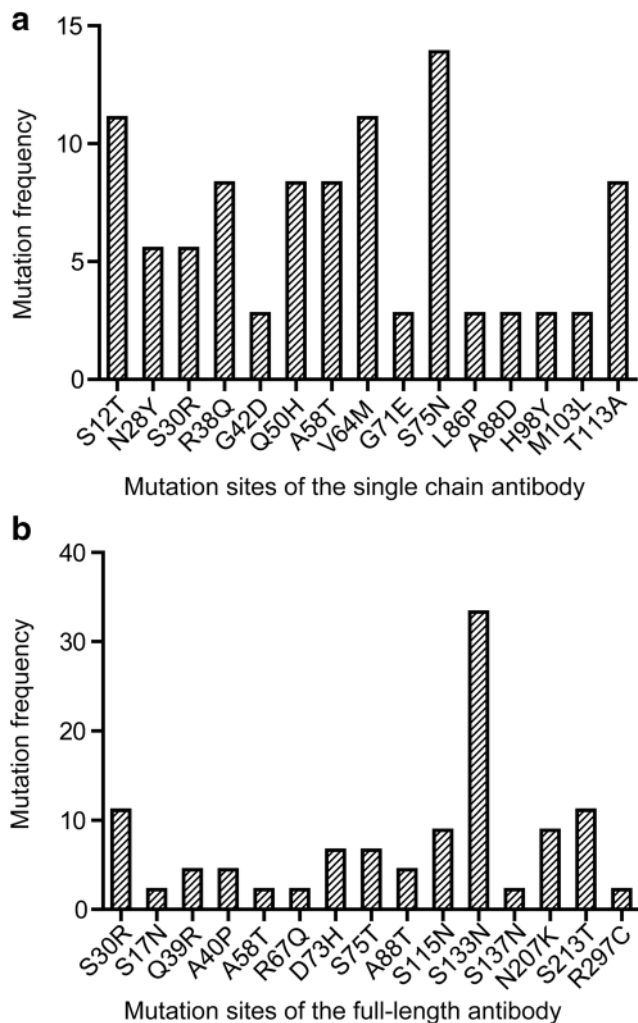 a
Mutation frequency
15
10
5
0
S12T N28Y S30R R38Q G42D Q50H A58T V64M G71E S75N L86P A88D H98Y M103L T113A
Mutation sites of the single chain antibody
b
Mutation frequency
40
30
20
10
0
S30R S17N Q39R A40P A58T R67Q D73H S75T A88T S115N S133N S137N N207K S213T R297C
Mutation sites of the full-length antibody